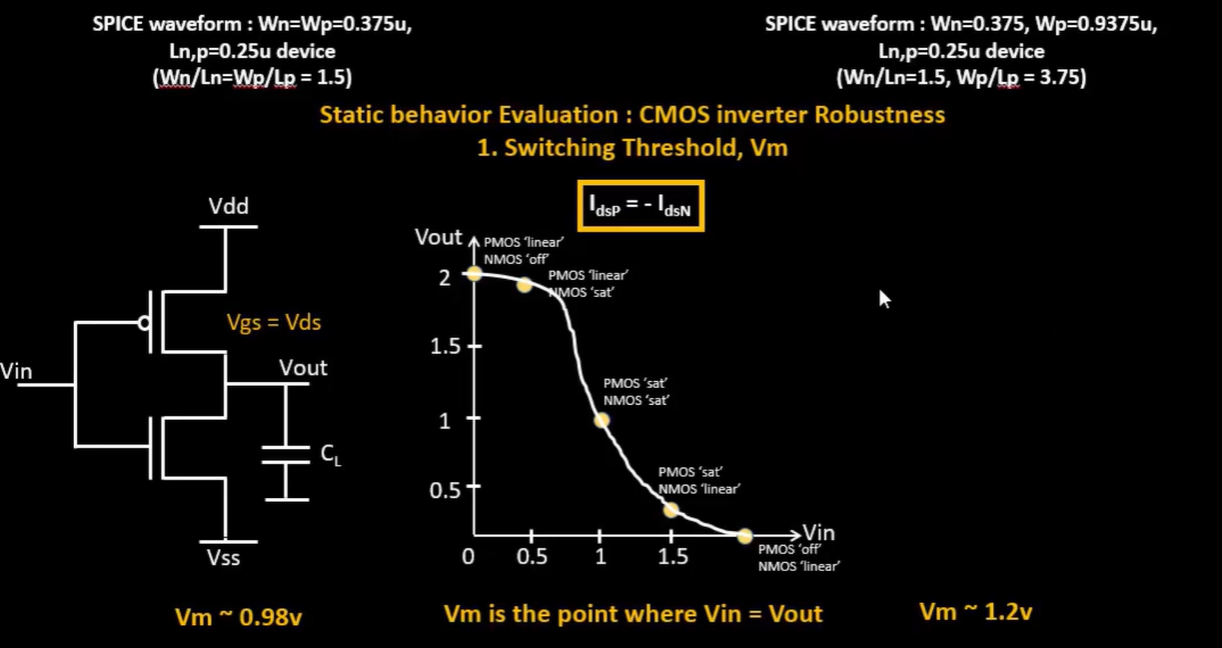 SPICE waveform : Wn=Wp=0.375u,
Ln,p=0.25u device
(Wn/Ln=Wp/Lp = 1.5)
SPICE waveform : Wn=0.375, Wp=0.9375u,
Ln,p=0.25u device
(Wn/Ln=1.5, Wp/Lp = 3.75)
Static behavior Evaluation : CMOS inverter Robustness
1. Switching Threshold, Vm
IdsP = - IdsN
Vdd
Vgs = Vds
Vin
Vout
CL
Vss
Vout
PMOS ‘linear’
NMOS ‘off’
2
PMOS ‘linear’
NMOS ‘sat’
1.5
PMOS ‘sat’
NMOS ‘sat’
1
PMOS ‘sat’
NMOS ‘linear’
0.5
Vin
PMOS ‘off’
NMOS ‘linear’
0 0.5 1 1.5
Vm ~ 0.98v
Vm is the point where Vin = Vout
Vm ~ 1.2v